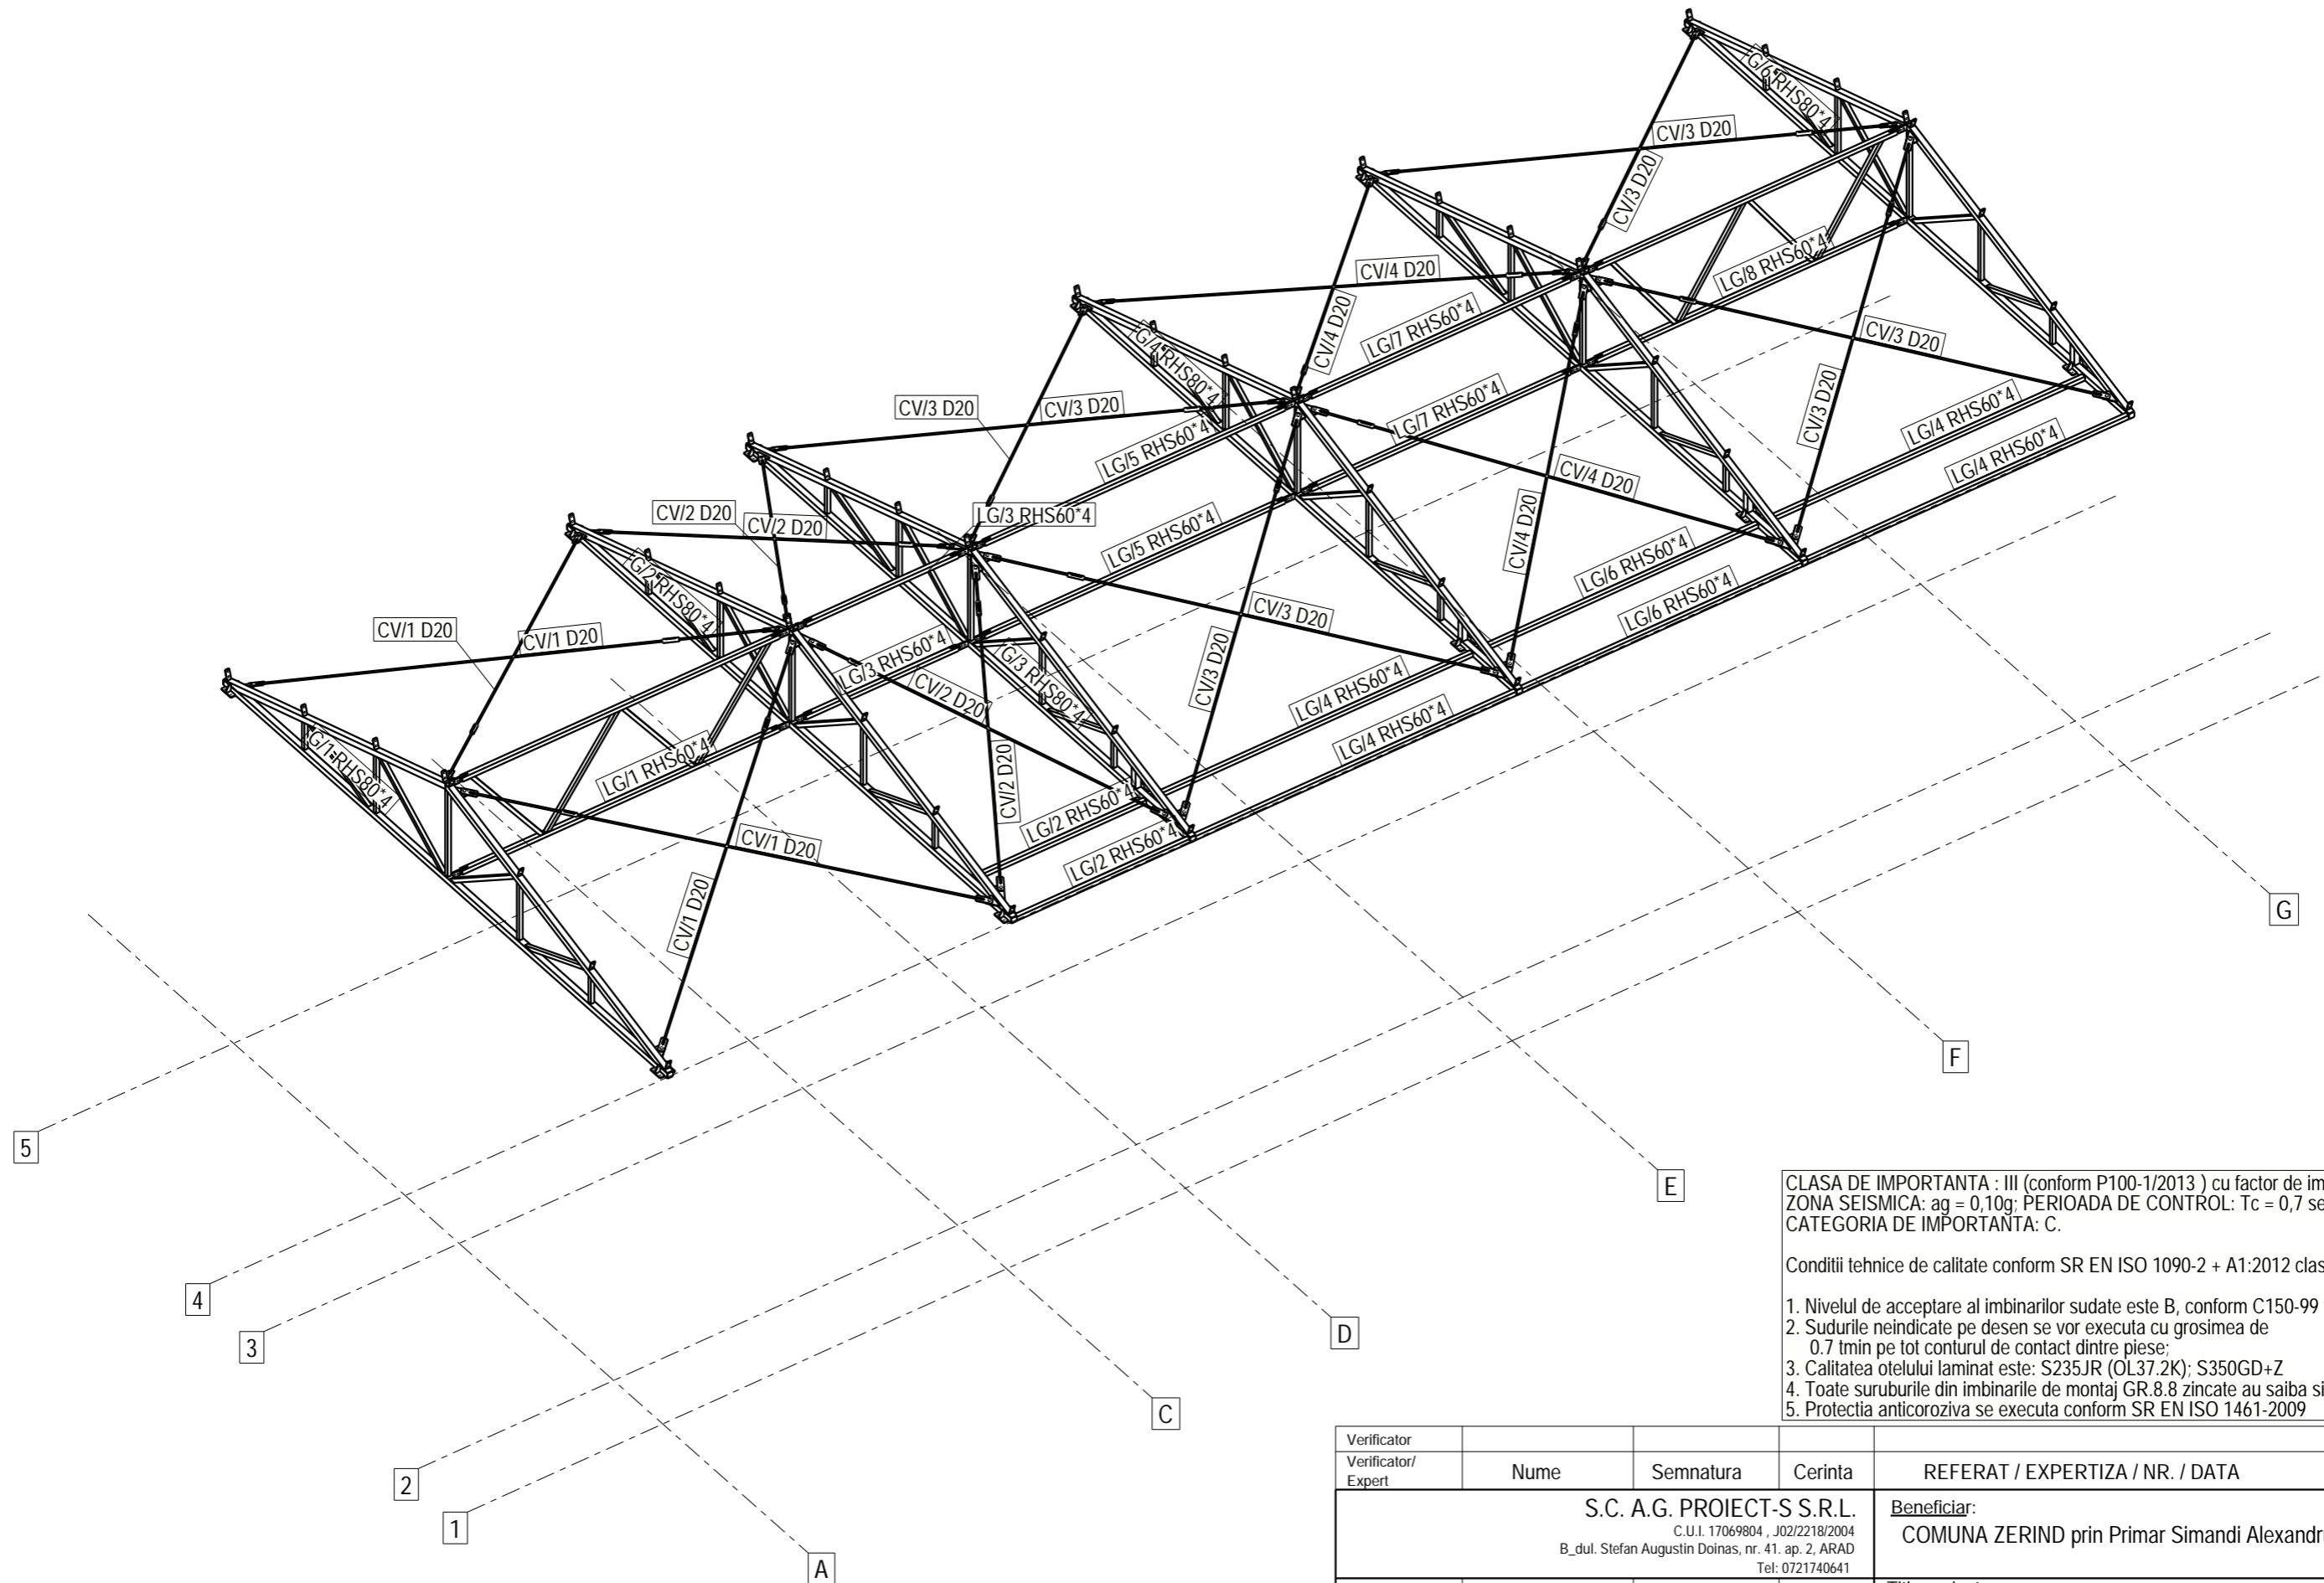 G/6 RHS80*4
CV/3 D20
CV/3 D20
LG/8 RHS60*4
CV/4 D20
CV/4 D20
LG/7 RHS60*4
CV/3 D20
G/4 RHS80*4
LG/7 RHS60*4
CV/3 D20
LG/4 RHS60*4
CV/3 D20
CV/3 D20
LG/5 RHS60*4
LG/4 RHS60*4
CV/4 D20
CV/2 D20
CV/2 D20
LG/3 RHS60*4
LG/5 RHS60*4
CV/4 D20
LG/6 RHS60*4
G/2 RHS80*4
LG/6 RHS60*4
CV/1 D20
CV/1 D20
CV/3 D20
LG/3 RHS60*4
G/3 RHS80*4
CV/3 D20
CV/2 D20
LG/4 RHS60*4
LG/4 RHS60*4
G/1 RHS80*4
LG/1 RHS60*4
CV/2 D20
LG/2 RHS60*4
CV/1 D20
LG/2 RHS60*4
CV/1 D20
G
F
5
E
4
3
D
C
2
1
A
CLASA DE IMPORTANTA : III (conform P100-1/2013 ) cu factor de im
ZONA SEISMICA: ag = 0,10g; PERIOADA DE CONTROL: Tc = 0,7 se
CATEGORIA DE IMPORTANTA: C.
Conditii tehnice de calitate conform SR EN ISO 1090-2 + A1:2012 clas
1. Nivelul de acceptare al imbinarilor sudate este B, conform C150-99
2. Sudurile neindicate pe desen se vor executa cu grosimea de
0.7 tmin pe tot conturul de contact dintre piese;
3. Calitatea otelului laminat este: S235JR (OL37.2K); S350GD+Z
4. Toate suruburile din imbinarile de montaj GR.8.8 zincate au saiba si
5. Protectia anticoroziva se executa conform SR EN ISO 1461-2009
Verificator
Verificator/
Expert
Nume
Semnatura
Cerinta
REFERAT / EXPERTIZA / NR. / DATA
S.C. A.G. PROIECT-S S.R.L.
C.U.I. 17069804 , J02/2218/2004
B_dul. Stefan Augustin Doinas, nr. 41. ap. 2, ARAD
Tel: 0721740641
Beneficiar:
COMUNA ZERIND prin Primar Simandi Alexandr